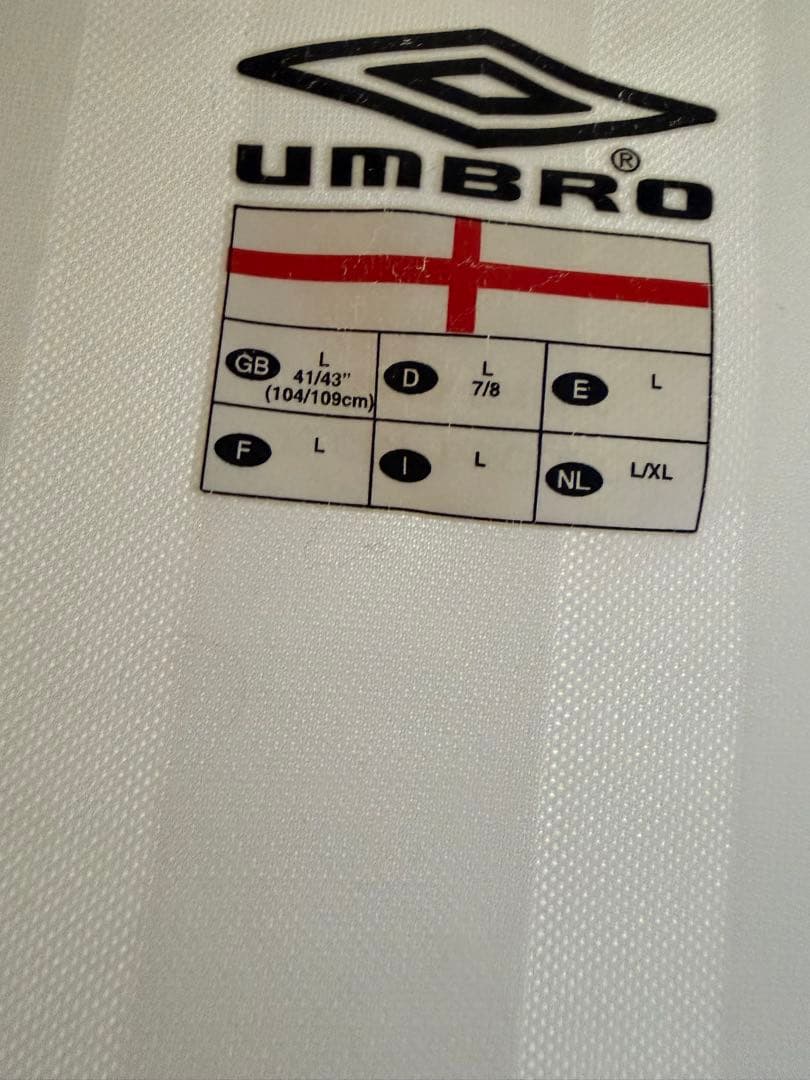 UMBRO®
GB L
41/43"
(104/109cm)
D L
7/8
E L
F L
I L
NL L/XL